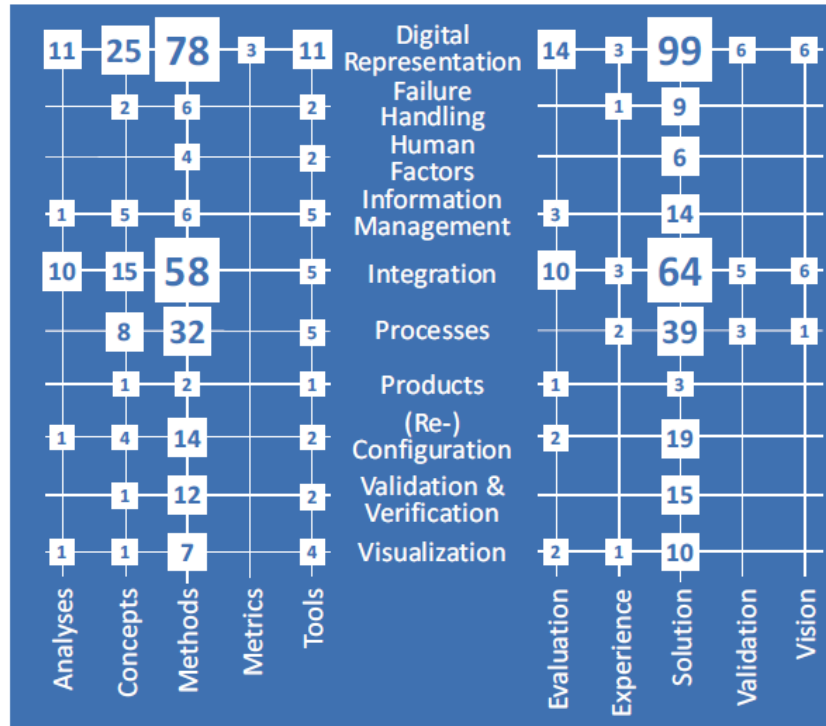 11 25 78 3 11 Digital Representation 14 3 99 6 6
2 6 2 Failure Handling 1 9
4 2 Human Factors 6
1 5 6 5 Information Management 3 14
10 15 58 5 Integration 10 3 64 5 6
8 32 5 Processes 2 39 3 1
1 2 1 Products 1 3
1 4 14 2 (Re-) Configuration 2 19
1 12 2 Validation & Verification 15
1 1 7 4 Visualization 2 1 10
Analyses Concepts Methods Metrics Tools Evaluation Experience Solution Validation Vision